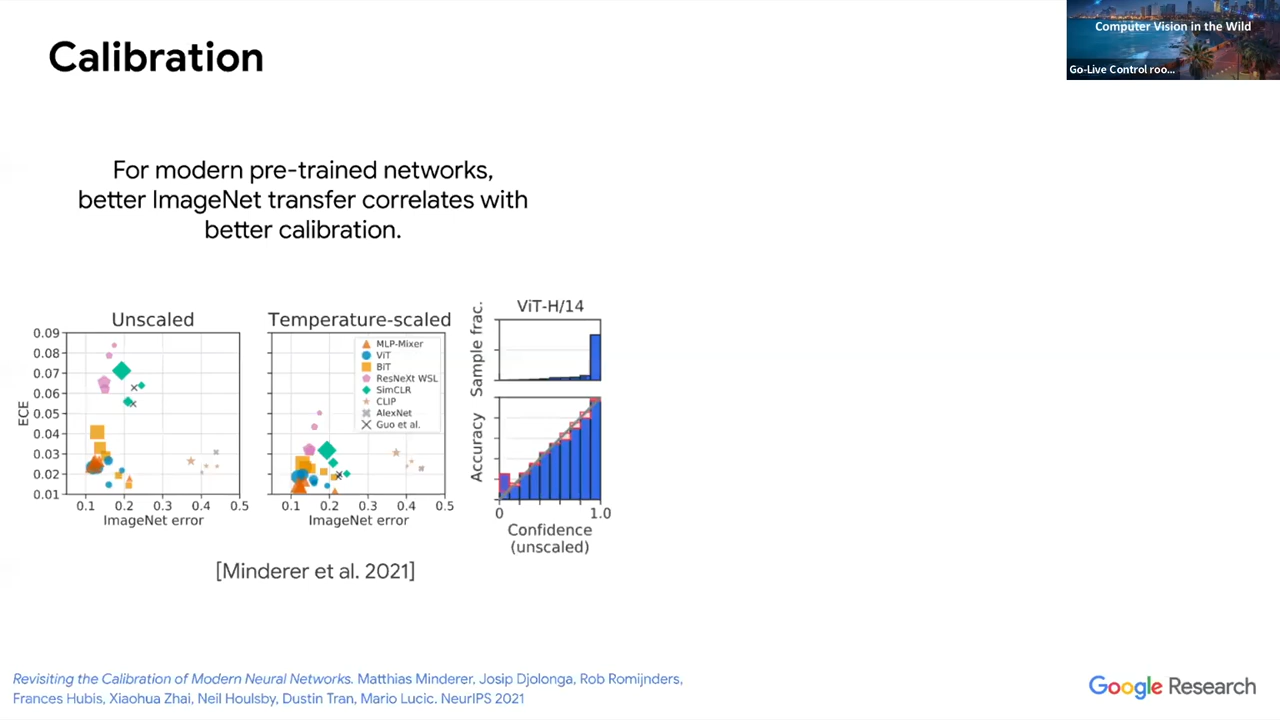 Calibration
Computer Vision in the Wild
Go-Live Control roo...
For modern pre-trained networks,
better ImageNet transfer correlates with
better calibration.
Unscaled
ECE
0.09
0.08
0.07
0.06
0.05
0.04
0.03
0.02
0.01
0.1 0.2 0.3 0.4 0.5
ImageNet error
Temperature-scaled
MLP-Mixer
ViT
BiT
ResNeXt WSL
SimCLR
CLIP
AlexNet
Guo et al.
0.1 0.2 0.3 0.4 0.5
ImageNet error
ViT-H/14
Sample frac.
Accuracy
0 1.0
Confidence
(unscaled)
[Minderer et al. 2021]
Revisiting the Calibration of Modern Neural Networks. Matthias Minderer, Josip Djolonga, Rob Romijnders,
Frances Hubis, Xiaohua Zhai, Neil Houlsby, Dustin Tran, Mario Lucic. NeurIPS 2021
Google Research